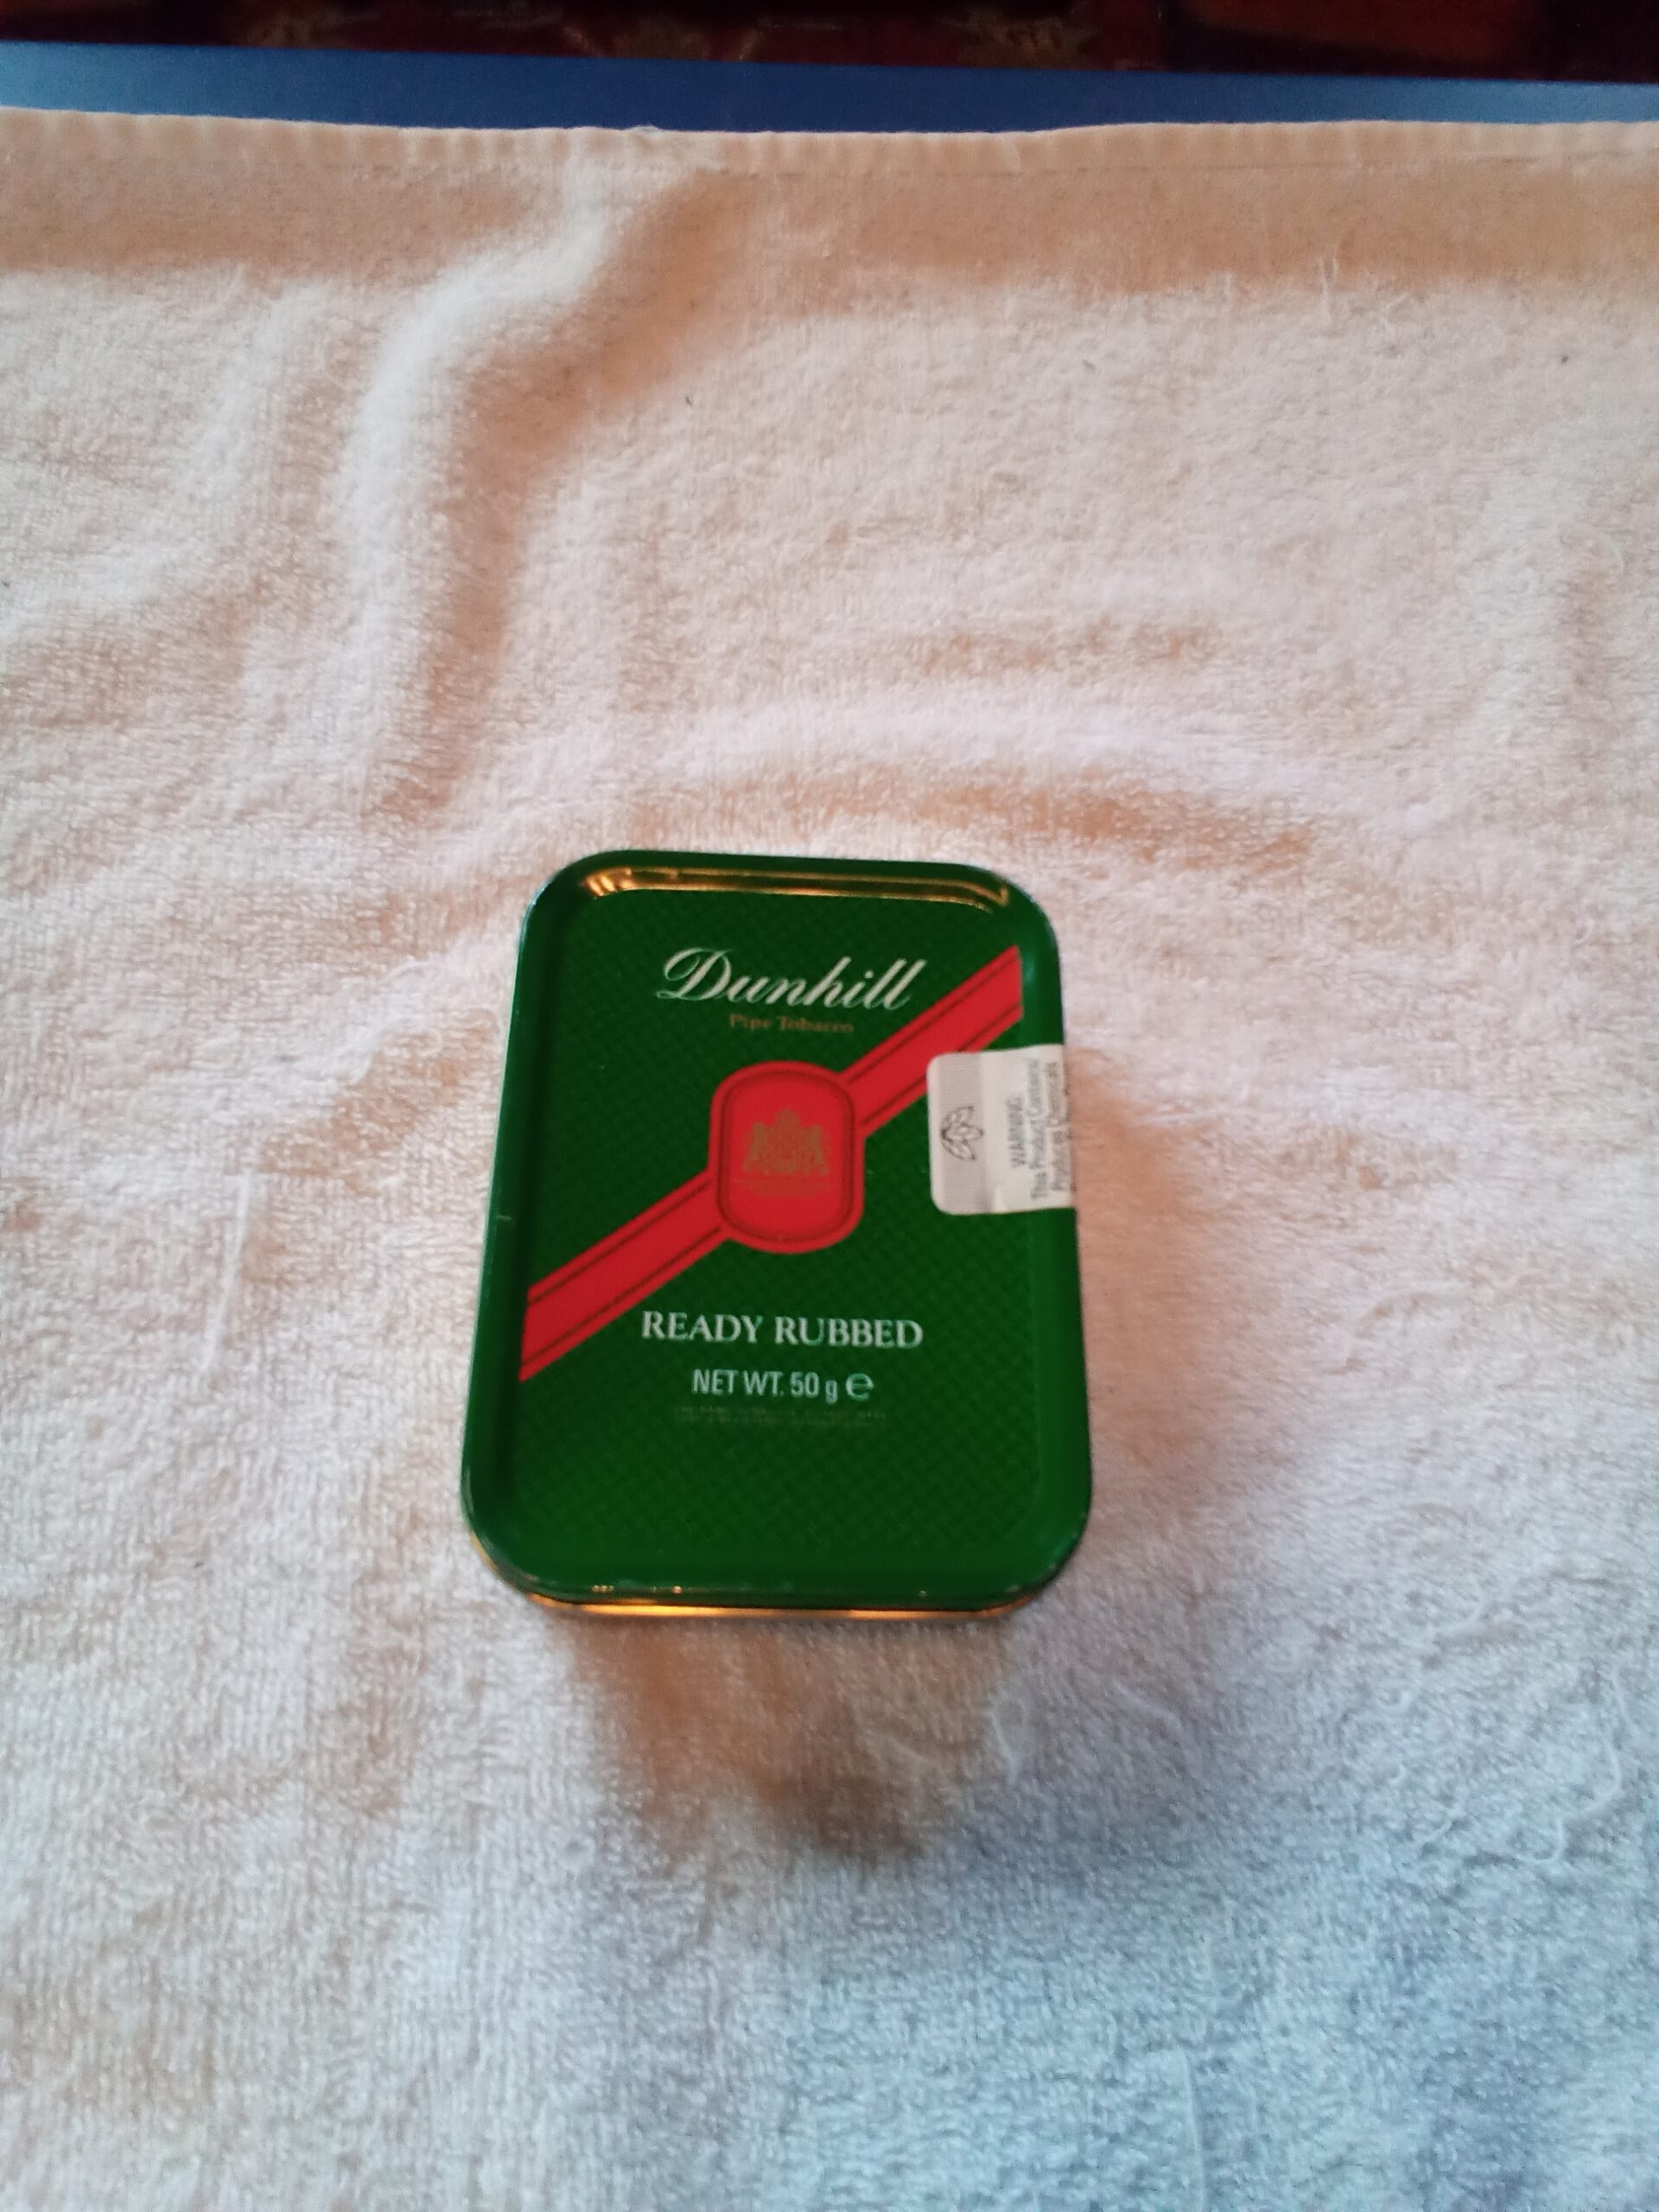 Dunhill
Pipe Tobacco
READY RUBBED
NET WT. 50 g ℮
WARNING
This Product Contains